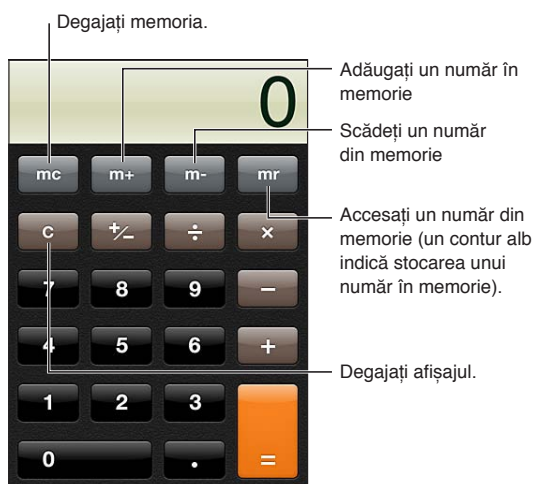 Degajați memoria.
0
Adăugați un număr în
memorie
Scădeți un număr
din memorie
mc m+ m- mr
Accesați un număr din
memorie (un contur alb
indică stocarea unui
număr în memorie).
c +/− ÷ ×
7 8 9 −
4 5 6 +
Degajați afișajul.
1 2 3
0 . =